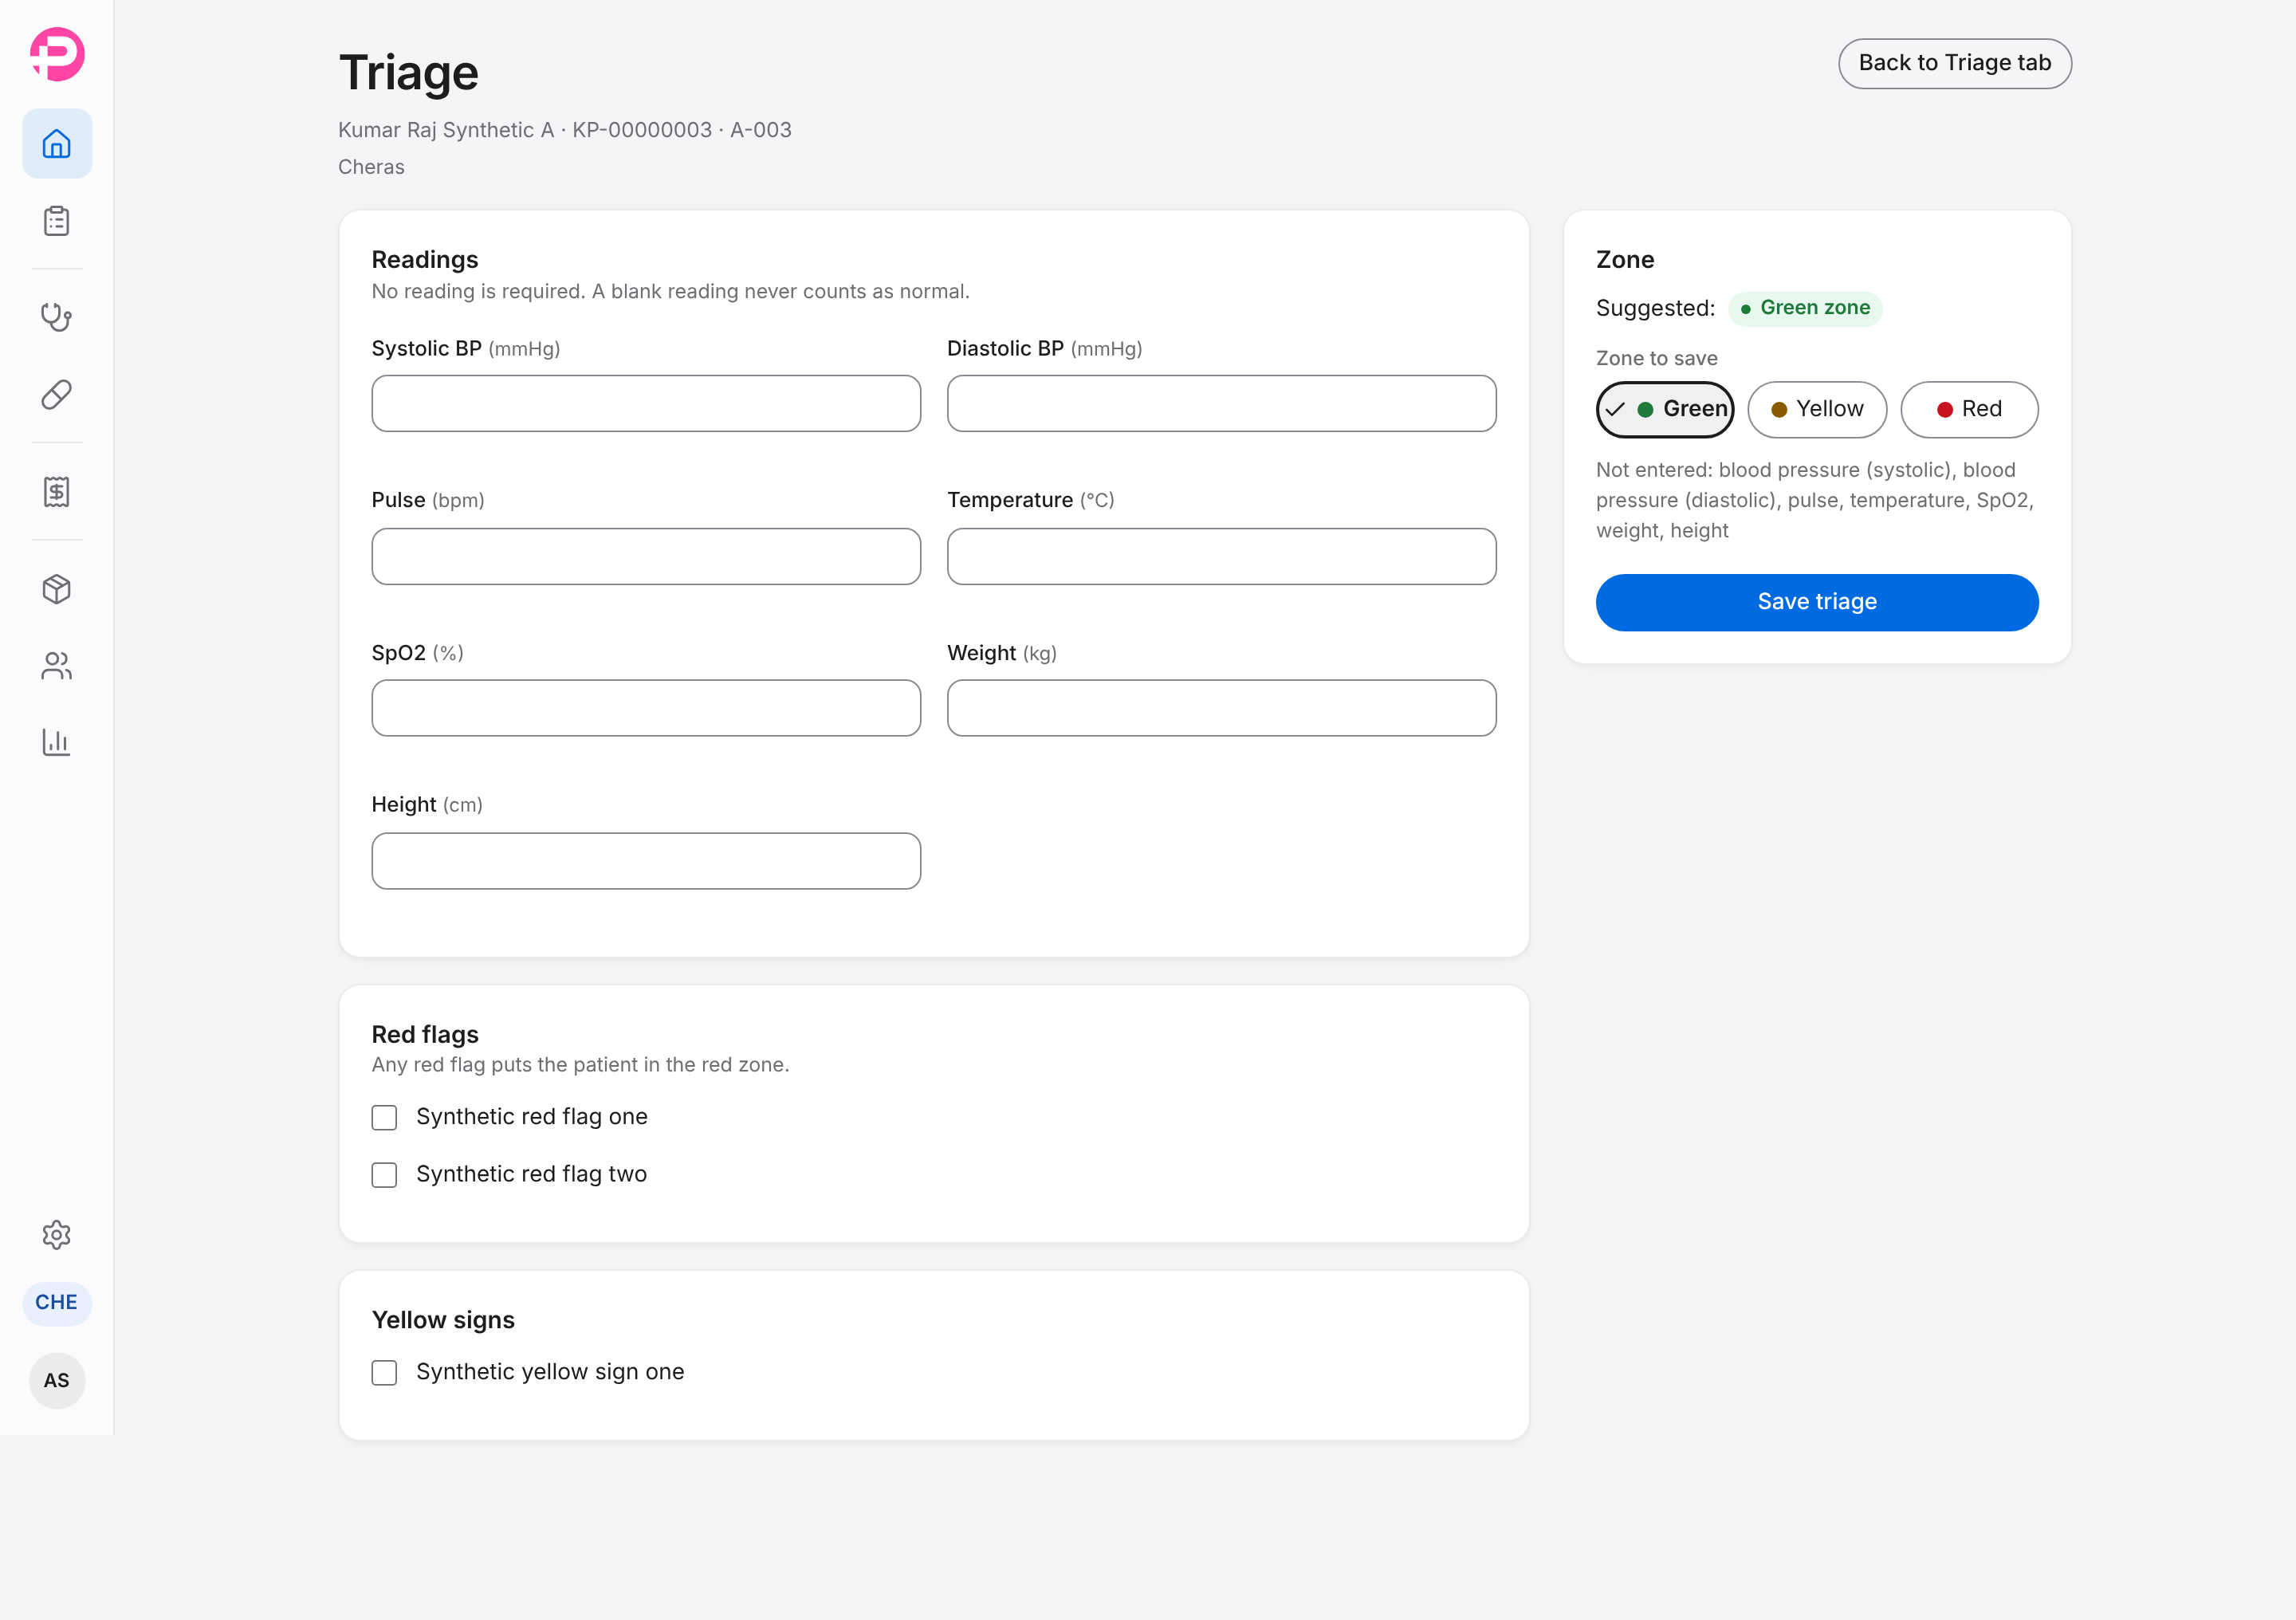 Triage
Back to Triage tab
Kumar Raj Synthetic A · KP-00000003 · A-003
Cheras
Readings
No reading is required. A blank reading never counts as normal.
Systolic BP (mmHg)
Diastolic BP (mmHg)
Pulse (bpm)
Temperature (°C)
SpO2 (%)
Weight (kg)
Height (cm)
Zone
Suggested: Green zone
Zone to save
Green
Yellow
Red
Not entered: blood pressure (systolic), blood
pressure (diastolic), pulse, temperature, SpO2,
weight, height
Save triage
Red flags
Any red flag puts the patient in the red zone.
Synthetic red flag one
Synthetic red flag two
Yellow signs
Synthetic yellow sign one
CHE
AS